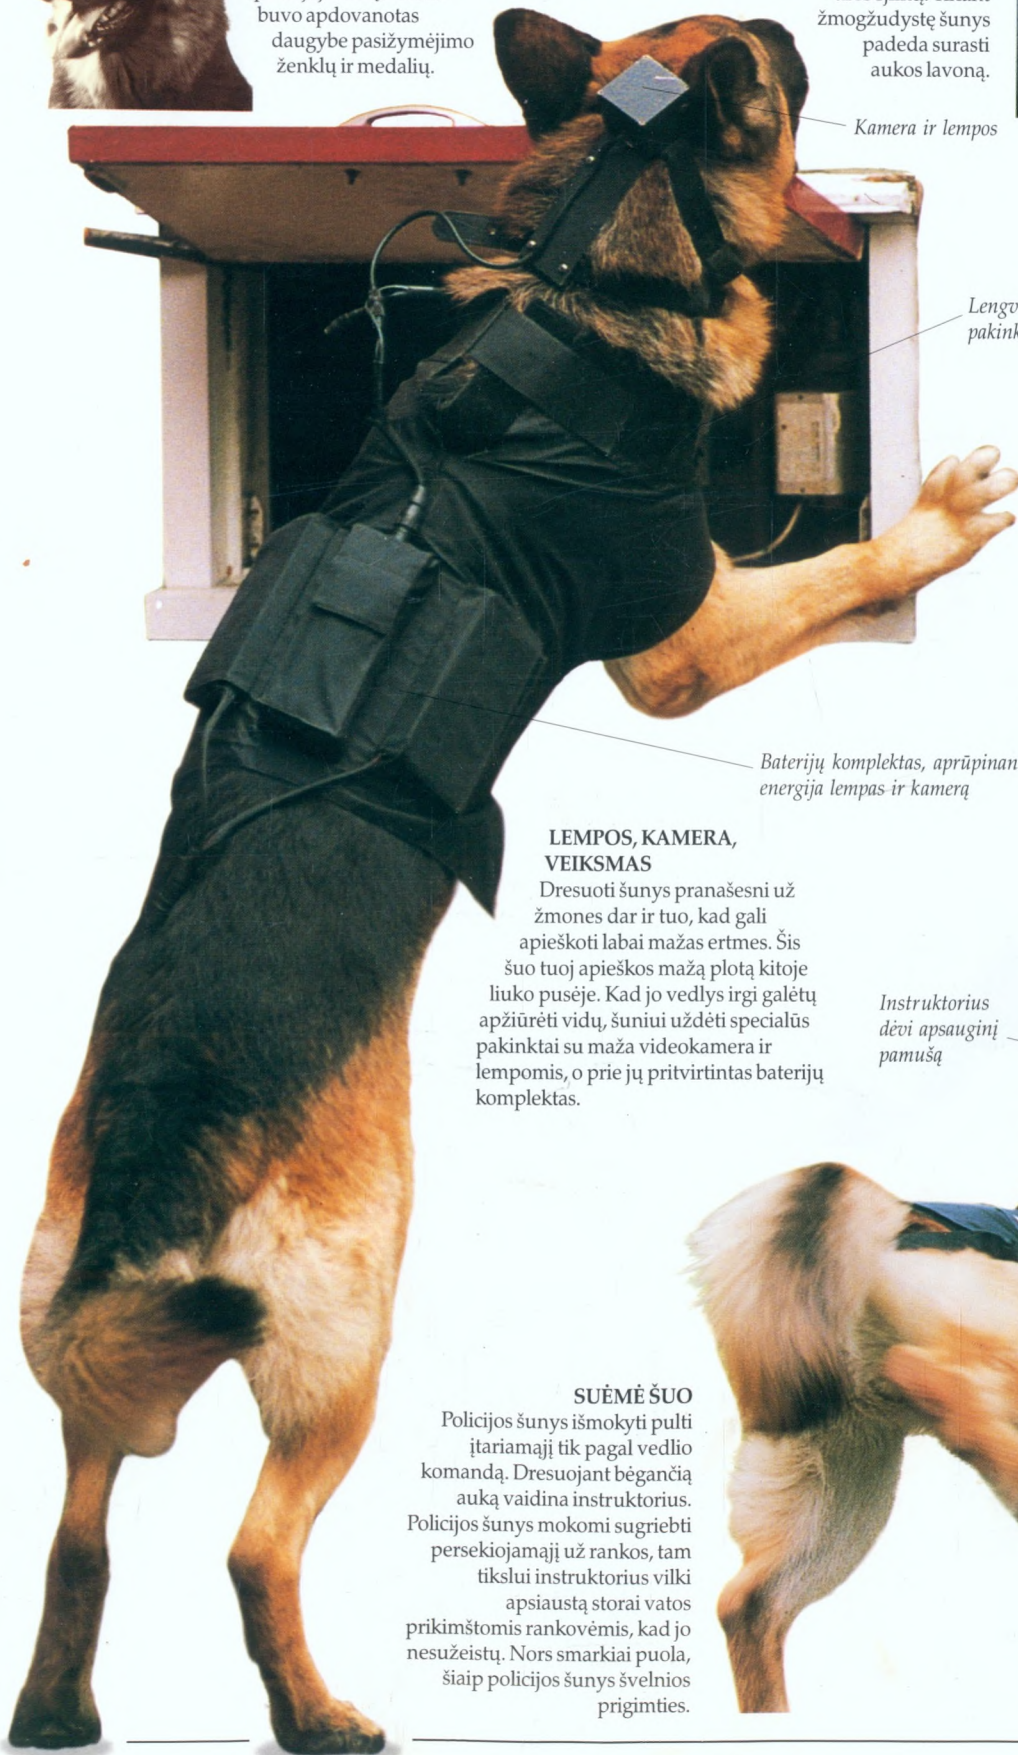 buvo apdovanotas
daugybe pasižymėjimo
ženklų ir medalių.
žmogžudystę šunys
padeda surasti
aukos lavoną.
Kamera ir lempos
Baterijų komplektas,
energija lempas ir kamerą
LEMPOS, KAMERA,
VEIKSMAS
Dresuoti šunys pranašesni už
žmones dar ir tuo, kad gali
apieškoti labai mažas ertmes. Šis
šuo tuoj apieškos mažą plotą kitoje
liuko pusėje. Kad jo vedlys irgi galėtų
apžiūrėti vidų, šuniui uždėti specialūs
pakinktai su maža videokamera ir
lempomis, o prie jų pritvirtintas baterijų
komplektas.
Instruktorius
dėvi apsauginį
pamušą
SUĖMĖ ŠUO
Policijos šunys išmokyti pulti
įtariamąjį tik pagal vedlio
komandą. Dresuojant bėgančią
auką vaidina instruktorius.
Policijos šunys mokomi sugriebti
persekiojamąjį už rankos, tam
tikslui instruktorius vilki
apsiaustą storai vatos
prikimštomis rankovėmis, kad jo
nesužeistų. Nors smarkiai puola,
šiaip policijos šunys švelnios
prigimties.